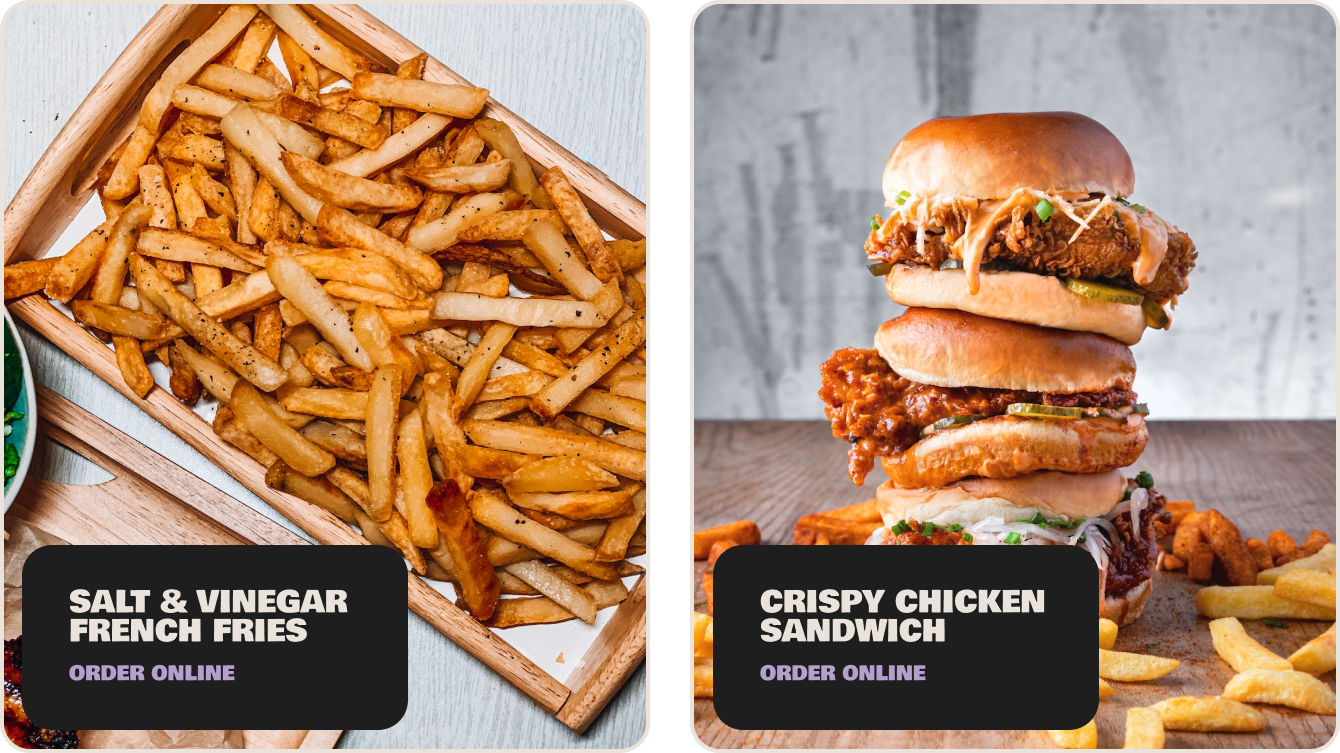 SALT & VINEGAR
FRENCH FRIES
ORDER ONLINE
CRISPY CHICKEN
SANDWICH
ORDER ONLINE